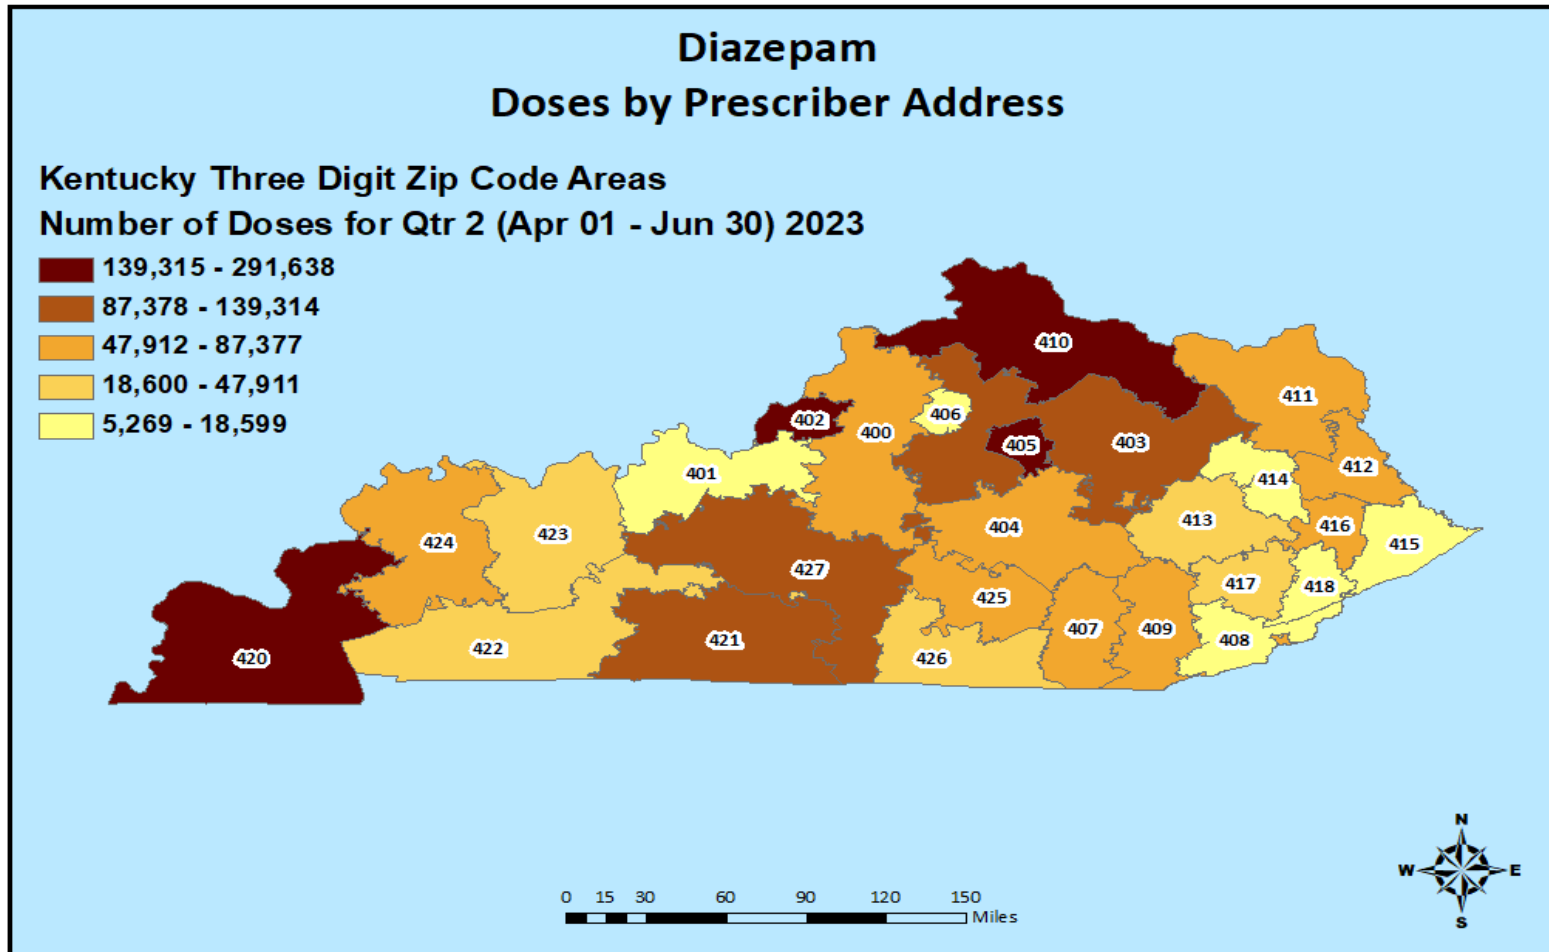 Diazepam
Doses by Prescriber Address
Kentucky Three Digit Zip Code Areas
Number of Doses for Qtr 2 (Apr 01 - Jun 30) 2023
139,315 - 291,638
87,378 - 139,314
47,912 - 87,377
18,600 - 47,911
5,269 - 18,599
410
411
406
402
400
405
403
401
412
414
413
416
424
423
404
415
427
417
418
425
407
409
421
408
422
426
420
N
W E
S
0 15 30 60 90 120 150
Miles